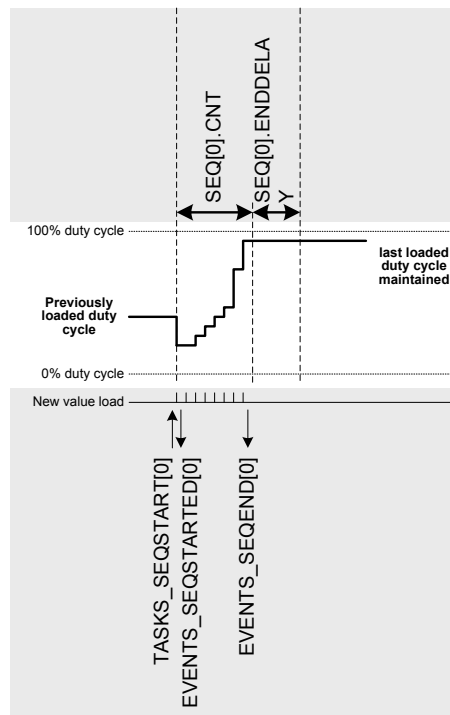 SEQ[0].CNT
SEQ[0].ENDDELA
Y
100% duty cycle
last loaded
duty cycle
maintained
Previously
loaded duty
cycle
0% duty cycle
New value load
TASKS_SEQSTART[0]
EVENTS_SEQSTARTED[0]
EVENTS_SEQEND[0]